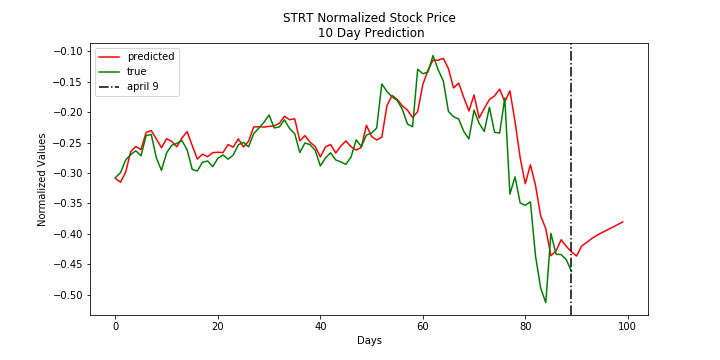 STRT Normalized Stock Price
10 Day Prediction
predicted
true
april 9
Normalized Values
−0.10
−0.15
−0.20
−0.25
−0.30
−0.35
−0.40
−0.45
−0.50
0 20 40 60 80 100
Days